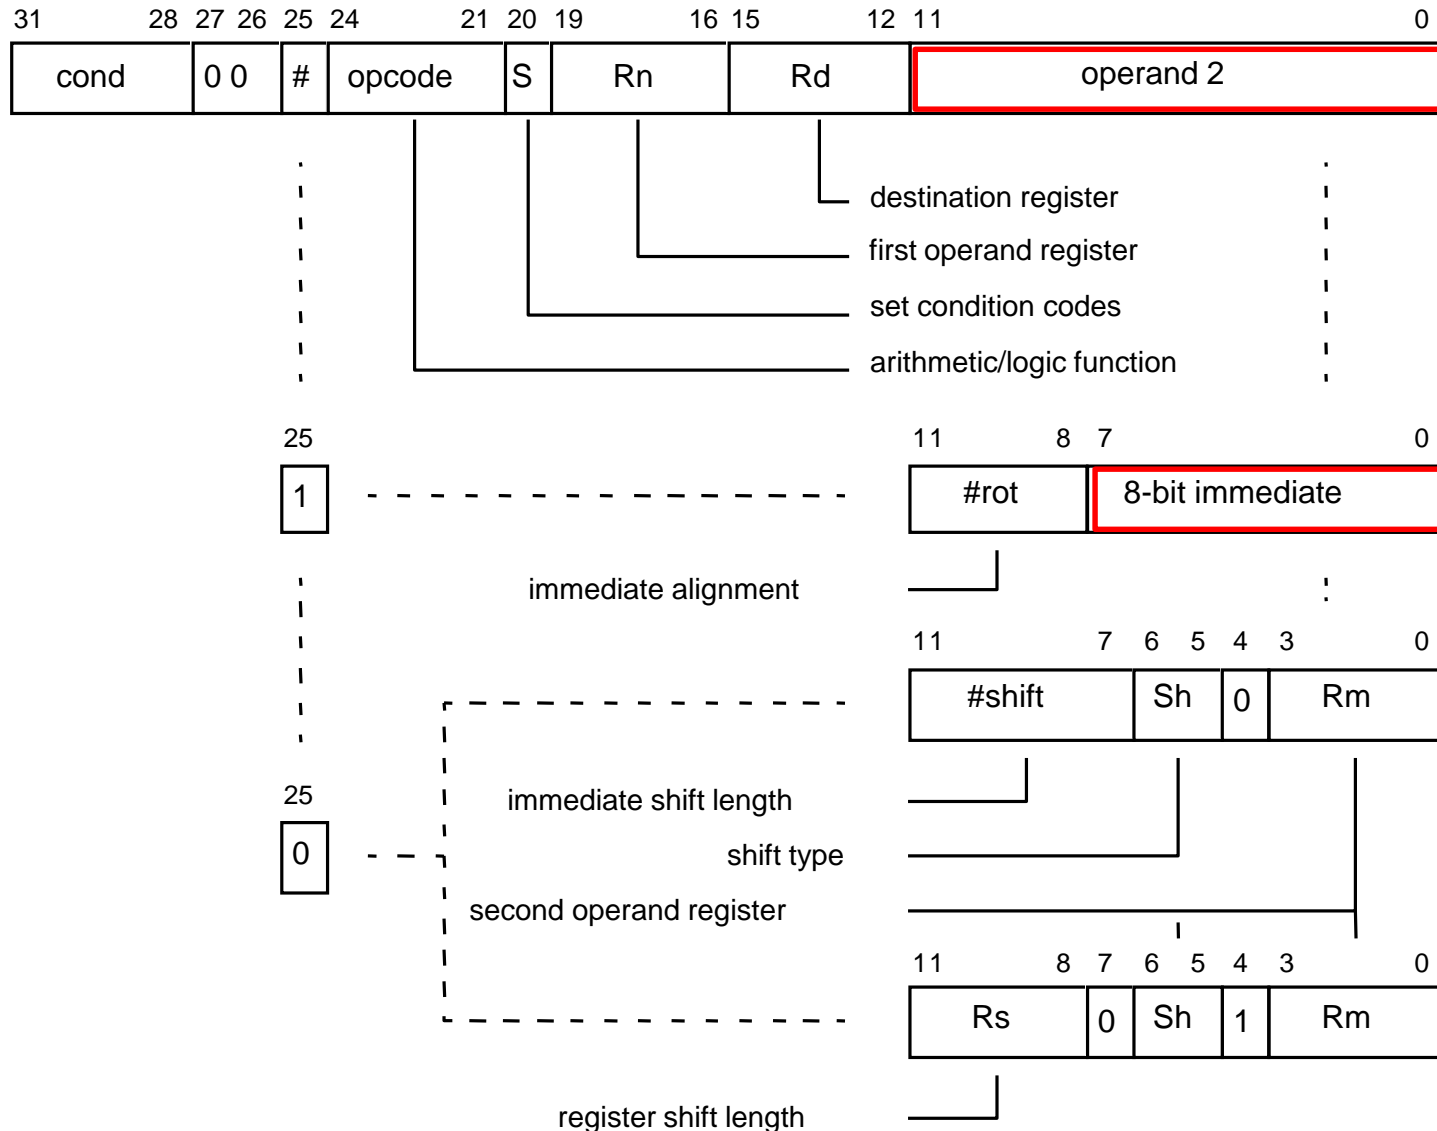 31 28 27 26 25 24 21 20 19 16 15 12 11 0
cond 0 0 # opcode S Rn Rd operand 2
destination register
first operand register
set condition codes
arithmetic/logic function
25 11 8 7 0
1 #rot 8-bit immediate
immediate alignment
11 7 6 5 4 3 0
#shift Sh 0 Rm
25 immediate shift length
0 shift type
second operand register
11 8 7 6 5 4 3 0
Rs 0 Sh 1 Rm
register shift length